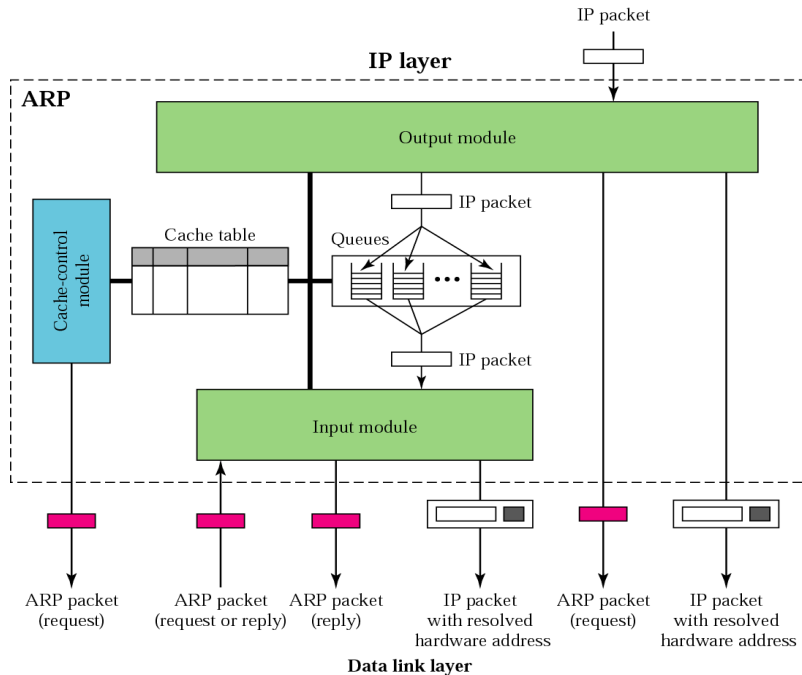 IP packet
IP layer
ARP
Output module
IP packet
Cache table
Queues
Cache-control
module
IP packet
Input module
ARP packet
(request)
ARP packet
(request or reply)
ARP packet
(reply)
IP packet
with resolved
hardware address
ARP packet
(request)
IP packet
with resolved
hardware address
Data link layer